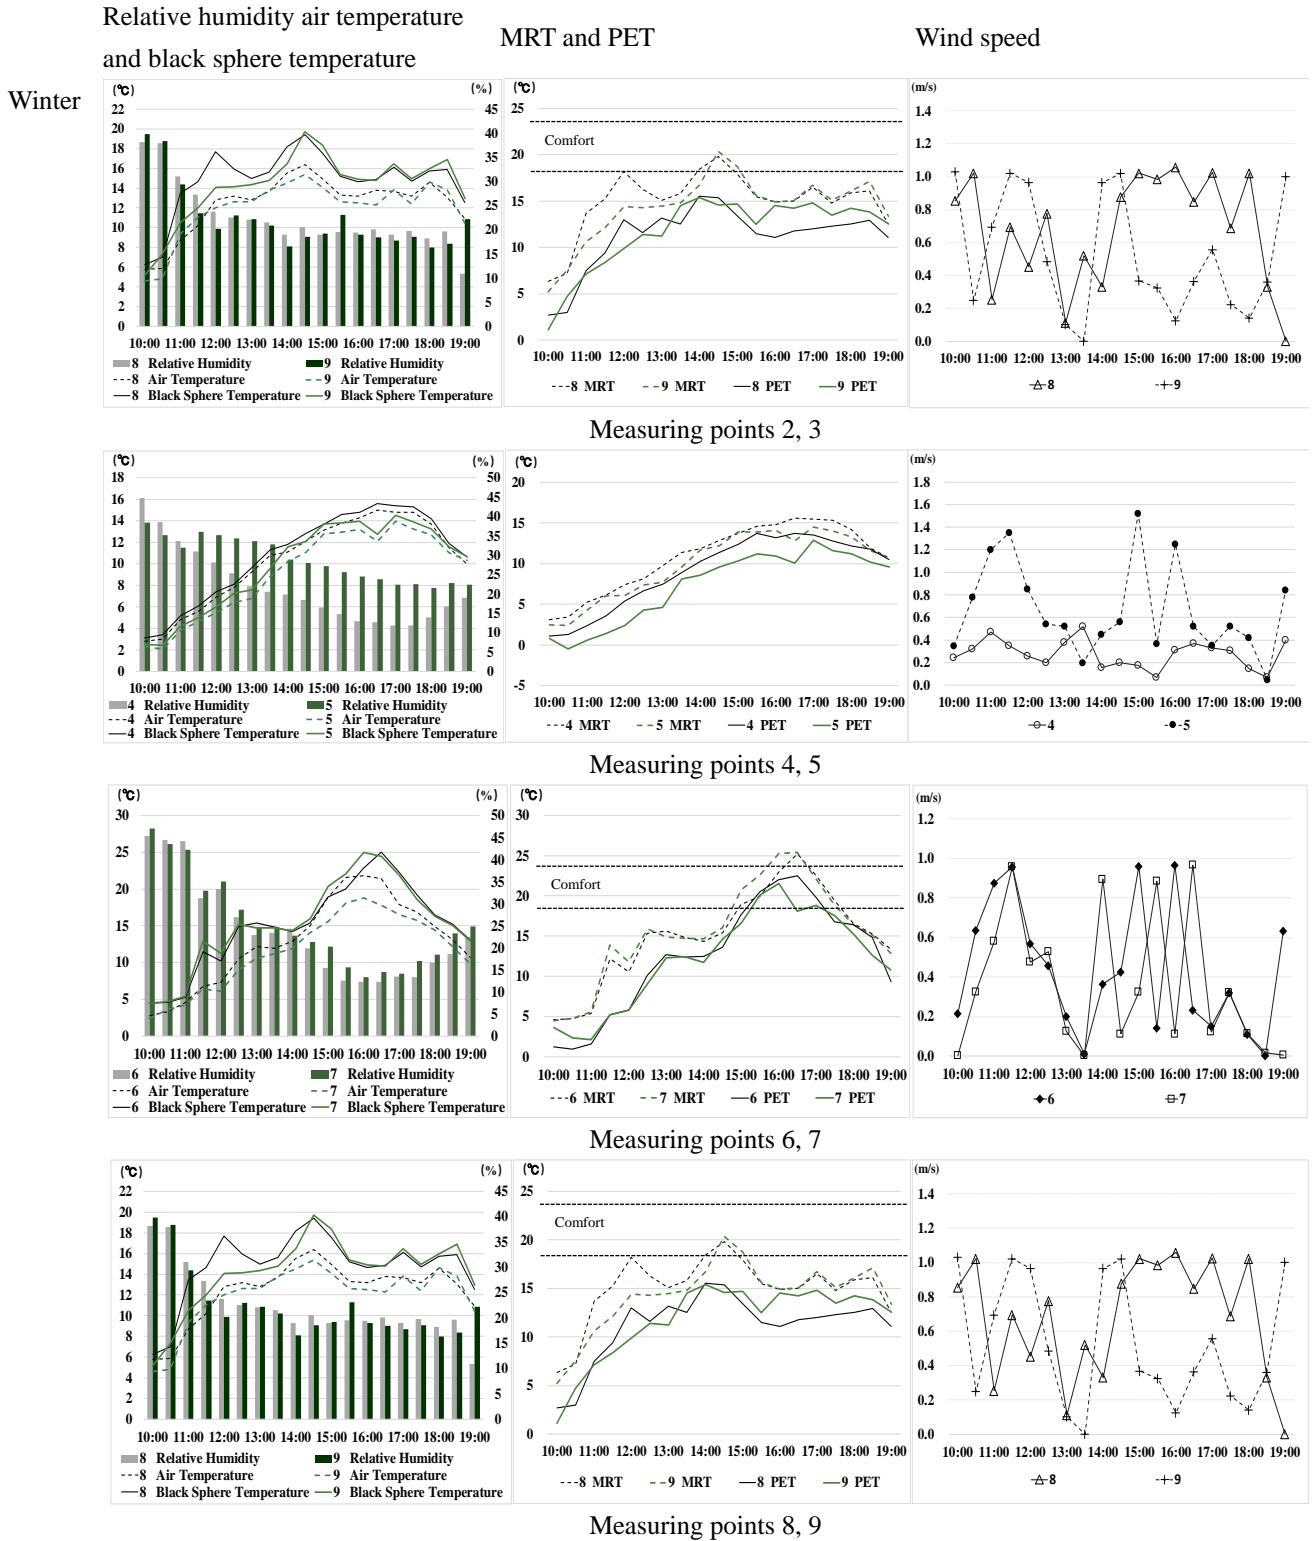 Relative humidity air temperature
and black sphere temperature
MRT and PET
Wind speed
Winter
(℃)
(%)
22
20
18
16
14
12
10
8
6
4
2
0
45
40
35
30
25
20
15
10
5
0
10:00 11:00 12:00 13:00 14:00 15:00 16:00 17:00 18:00 19:00
8 Relative Humidity
9 Relative Humidity
8 Air Temperature
9 Air Temperature
8 Black Sphere Temperature
9 Black Sphere Temperature
(℃)
25
20
15
10
5
0
Comfort
10:00 11:00 12:00 13:00 14:00 15:00 16:00 17:00 18:00 19:00
8 MRT 9 MRT 8 PET 9 PET
(m/s)
1.4
1.2
1.0
0.8
0.6
0.4
0.2
0.0
10:00 11:00 12:00 13:00 14:00 15:00 16:00 17:00 18:00 19:00
8 9
Measuring points 2, 3
(℃)
(%)
18
16
14
12
10
8
6
4
2
0
50
45
40
35
30
25
20
15
10
5
0
10:00 11:00 12:00 13:00 14:00 15:00 16:00 17:00 18:00 19:00
4 Relative Humidity
5 Relative Humidity
4 Air Temperature
5 Air Temperature
4 Black Sphere Temperature
5 Black Sphere Temperature
(℃)
20
15
10
5
0
-5
10:00 11:00 12:00 13:00 14:00 15:00 16:00 17:00 18:00 19:00
4 MRT 5 MRT 4 PET 5 PET
(m/s)
1.8
1.6
1.4
1.2
1.0
0.8
0.6
0.4
0.2
0.0
10:00 11:00 12:00 13:00 14:00 15:00 16:00 17:00 18:00 19:00
4 5
Measuring points 4, 5
(℃)
(%)
30
25
20
15
10
5
0
50
45
40
35
30
25
20
15
10
5
0
10:00 11:00 12:00 13:00 14:00 15:00 16:00 17:00 18:00 19:00
6 Relative Humidity
7 Relative Humidity
6 Air Temperature
7 Air Temperature
6 Black Sphere Temperature
7 Black Sphere Temperature
(℃)
30
25
20
15
10
5
0
Comfort
10:00 11:00 12:00 13:00 14:00 15:00 16:00 17:00 18:00 19:00
6 MRT 7 MRT 6 PET 7 PET
(m/s)
1.2
1.0
0.8
0.6
0.4
0.2
0.0
10:00 11:00 12:00 13:00 14:00 15:00 16:00 17:00 18:00 19:00
6 7
Measuring points 6, 7
(℃)
(%)
22
20
18
16
14
12
10
8
6
4
2
0
45
40
35
30
25
20
15
10
5
0
10:00 11:00 12:00 13:00 14:00 15:00 16:00 17:00 18:00 19:00
8 Relative Humidity
9 Relative Humidity
8 Air Temperature
9 Air Temperature
8 Black Sphere Temperature
9 Black Sphere Temperature
(℃)
25
20
15
10
5
0
Comfort
10:00 11:00 12:00 13:00 14:00 15:00 16:00 17:00 18:00 19:00
8 MRT 9 MRT 8 PET 9 PET
(m/s)
1.4
1.2
1.0
0.8
0.6
0.4
0.2
0.0
10:00 11:00 12:00 13:00 14:00 15:00 16:00 17:00 18:00 19:00
8 9
Measuring points 8, 9